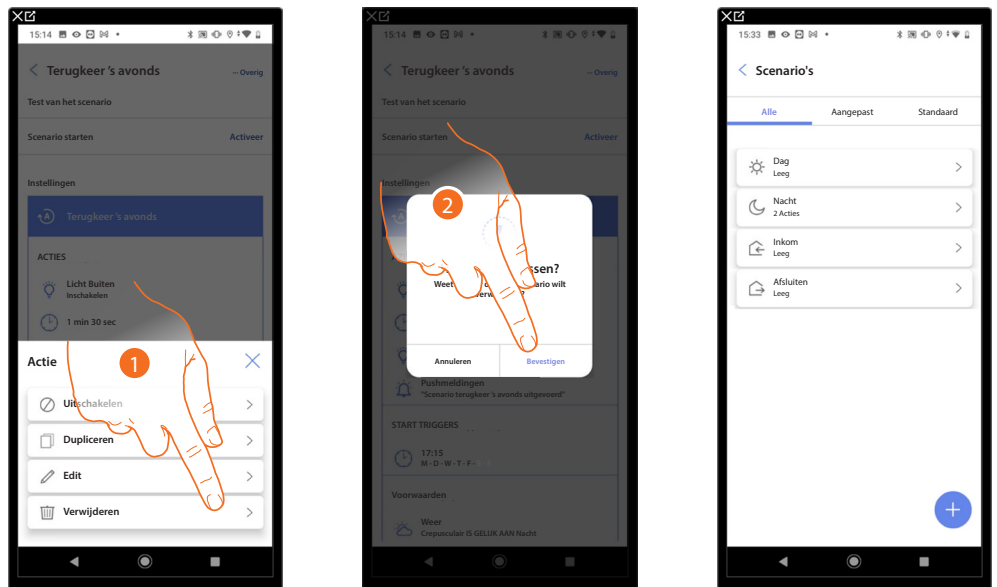 15:14
Terugkeer 's avonds
... Overig
Test van het scenario
Scenario starten
Activeer
Instellingen
Terugkeer 's avonds
ACTIES
Licht Buiten
Inschakelen
1 min 30 sec
Actie
1
Uitschakelen
Dupliceren
Edit
Verwijderen
15:14
Terugkeer 's avonds
... Overig
Test van het scenario
Scenario starten
Activeer
Instellingen
2
ssen?
Weet
ario wilt
Annuleren
Bevestigen
Pushmeldingen
"Scenario terugkeer 's avonds uitgevoerd"
START TRIGGERS
17:15
M - D - W - T - F -
Voorwaarden
Weer
Crepusculair IS GELIJK AAN Nacht
15:33
Scenario's
Alle
Aangepast
Standaard
Dag
Leeg
Nacht
2 Acties
Inkom
Leeg
Afsluiten
Leeg